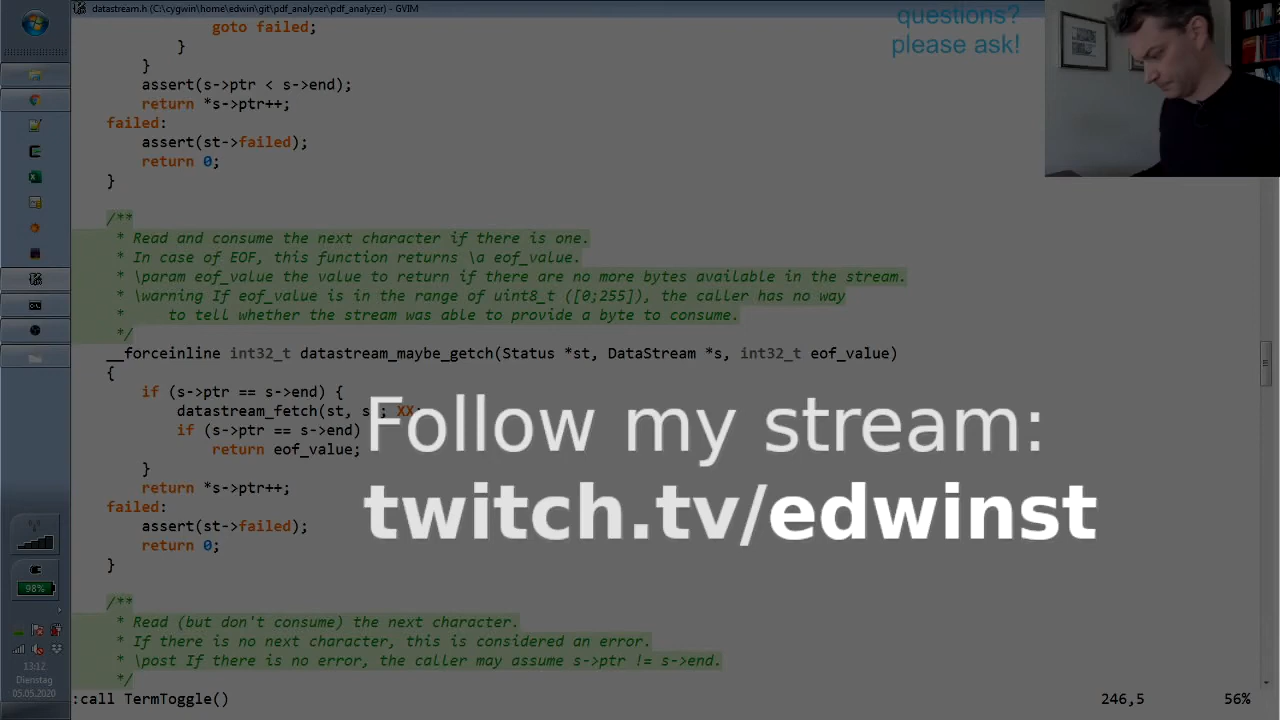 datastream.h (C:\cygwin\home\edwin\git\pdf_analyzer\pdf_analyzer) - GVIM
questions?
please ask!
goto failed;
}
}
assert(s->ptr < s->end);
return *s->ptr++;
failed:
assert(st->failed);
return 0;
}
/**
* Read and consume the next character if there is one.
* In case of EOF, this function returns \a eof_value.
* \param eof_value the value to return if there are no more bytes available in the stream.
* \warning If eof_value is in the range of uint8_t ([0;255]), the caller has no way
* to tell whether the stream was able to provide a byte to consume.
*/
__forceinline int32_t datastream_maybe_getch(Status *st, DataStream *s, int32_t eof_value)
{
if (s->ptr == s->end) {
datastream_fetch(st, s); XX;
if (s->ptr == s->end)
return eof_value;
}
return *s->ptr++;
failed:
assert(st->failed);
return 0;
}
Follow my stream:
twitch.tv/edwinst
/**
* Read (but don't consume) the next character.
* If there is no next character, this is considered an error.
* \post If there is no error, the caller may assume s->ptr != s->end.
*/
:call TermToggle()
246,5
56%
98%
13:12
Dienstag
05.05.2020